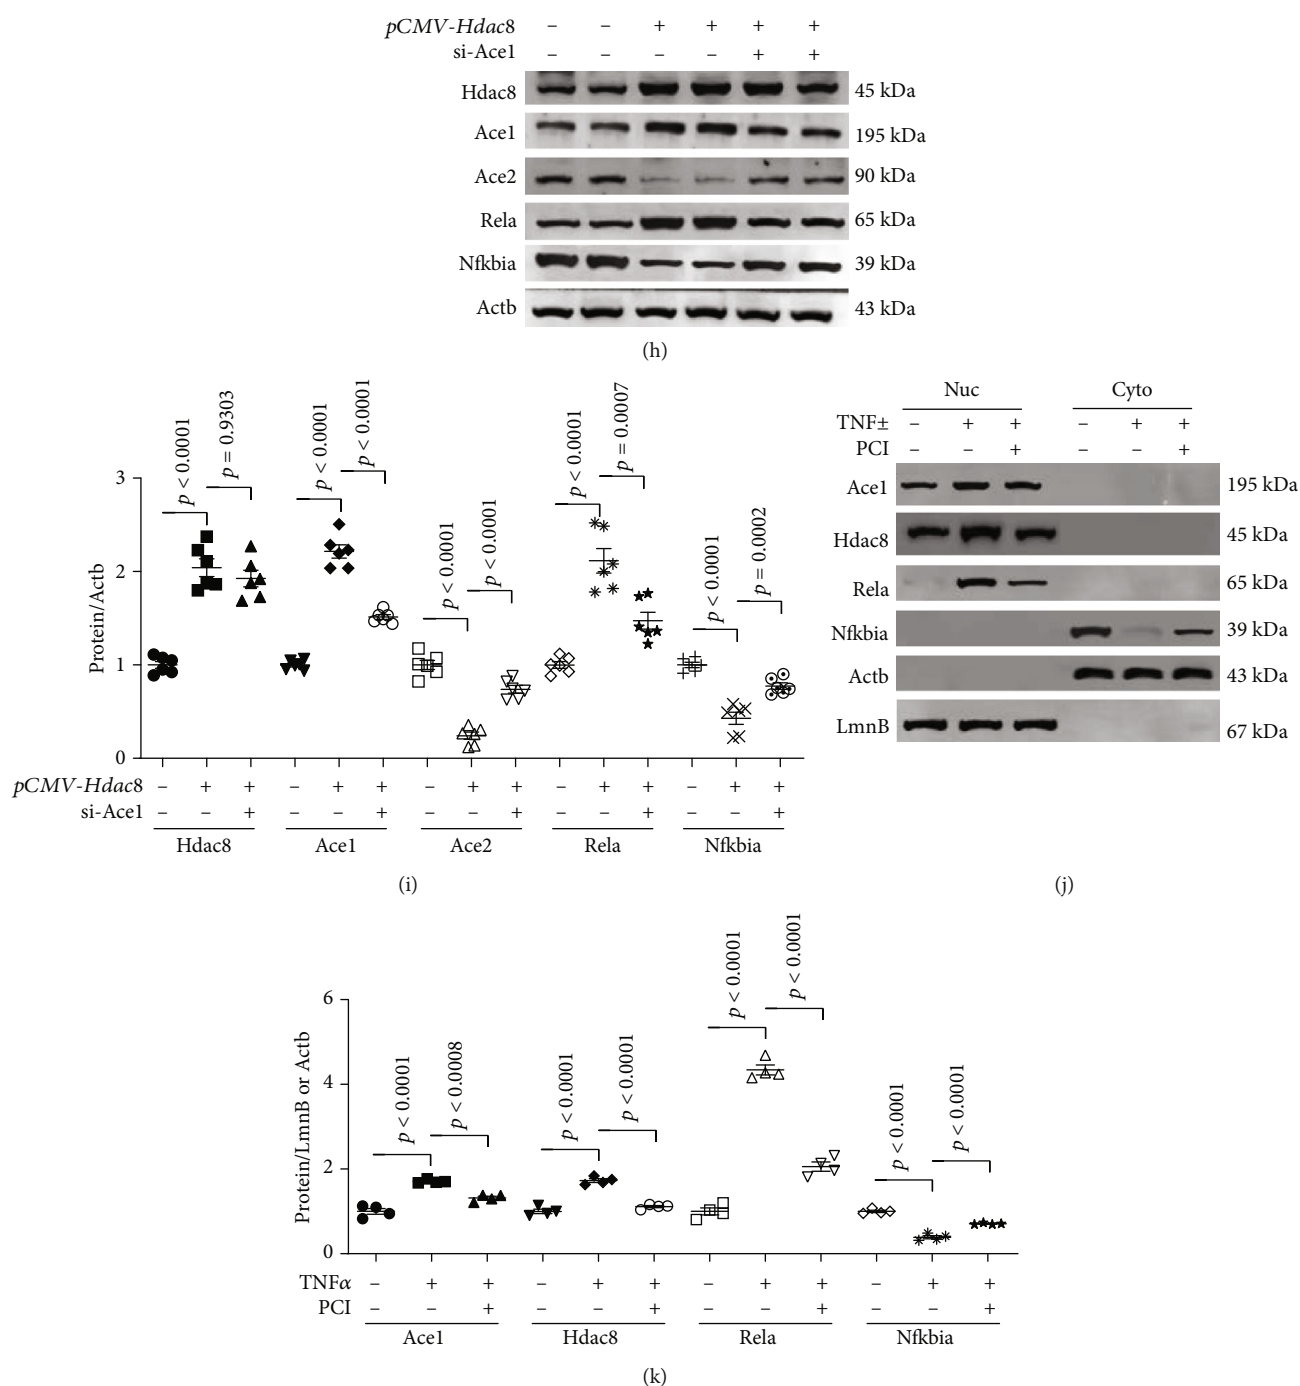 pCMV-Hdac8 – – + + + +
si-Ace1 – – – – + +
Hdac8 45 kDa
Ace1 195 kDa
Ace2 90 kDa
Rela 65 kDa
Nfkbia 39 kDa
Actb 43 kDa
(h)
p < 0.0001 p = 0.9303 p < 0.0001 p < 0.0001 p < 0.0001 p < 0.0001 p < 0.0001 p = 0.0007 p < 0.0001 p = 0.0002
Protein/Actb
3
2
1
0
pCMV-Hdac8 – + + – + + – + + – + + – + +
si-Ace1 – – + – – + – – + – – + – – +
Hdac8 Ace1 Ace2 Rela Nfkbia
(i)
Nuc Cyto
TNF± – + + – + +
PCI – – + – – +
Ace1 195 kDa
Hdac8 45 kDa
Rela 65 kDa
Nfkbia 39 kDa
Actb 43 kDa
LmnB 67 kDa
(j)
p < 0.0001 p < 0.0008 p < 0.0001 p < 0.0001 p < 0.0001 p < 0.0001 p < 0.0001 p < 0.0001
Protein/LmnB or Actb
6
4
2
0
TNFα – + + – + + – + + – + +
PCI – – + – – + – – + – – +
Ace1 Hdac8 Rela Nfkbia
(k)